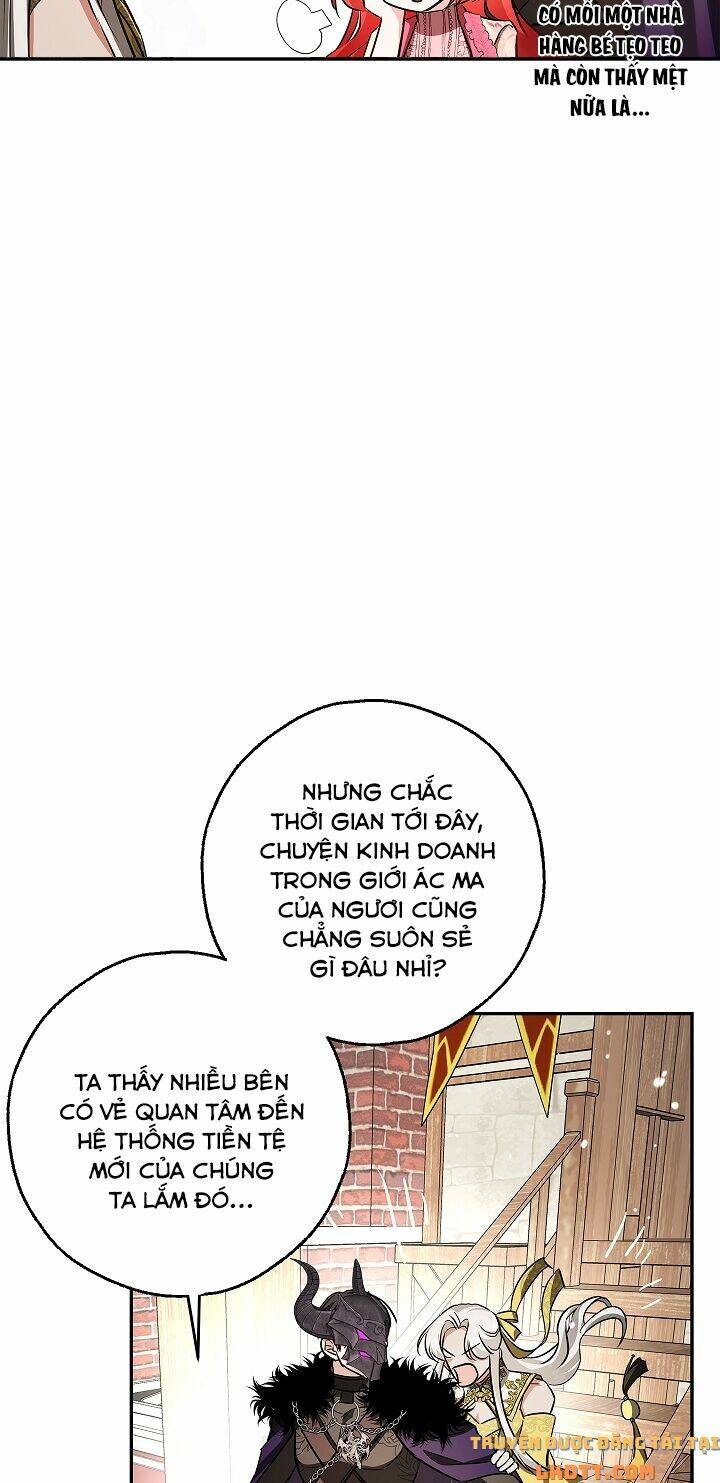 CÓ MỖI MỘT NHÀ
HÀNG BÉ TẸO TEO
MÀ CÒN THẤY MỆT
NỮA LÀ...
NHƯNG CHẮC
THỜI GIAN TỚI ĐÂY,
CHUYỆN KINH DOANH
TRONG GIỚI ÁC MA
CỦA NGƯƠI CŨNG
CHẲNG SUÔN SẺ
GÌ ĐÂU NHỈ?
TA THẤY NHIỀU BÊN
CÓ VẺ QUAN TÂM ĐẾN
HỆ THỐNG TIỀN TỆ
MỚI CỦA CHÚNG
TA LẮM ĐÓ...
TRUYỆN ĐƯỢC ĐĂNG TẢI TẠI
LHDTT.COM